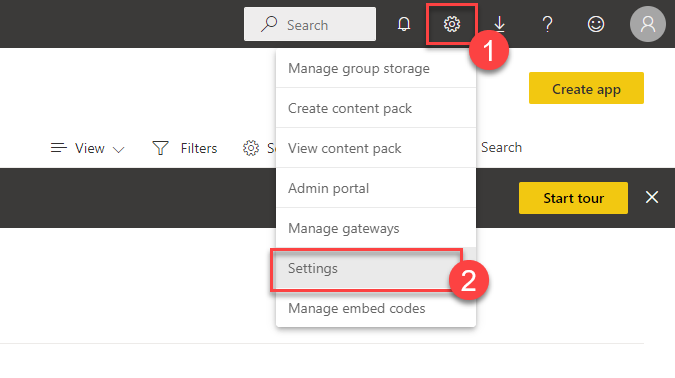 Search
1
Manage group storage
Create content pack
Create app
View
Filters
S
View content pack
Search
Admin portal
Start tour
Manage gateways
Settings
2
Manage embed codes